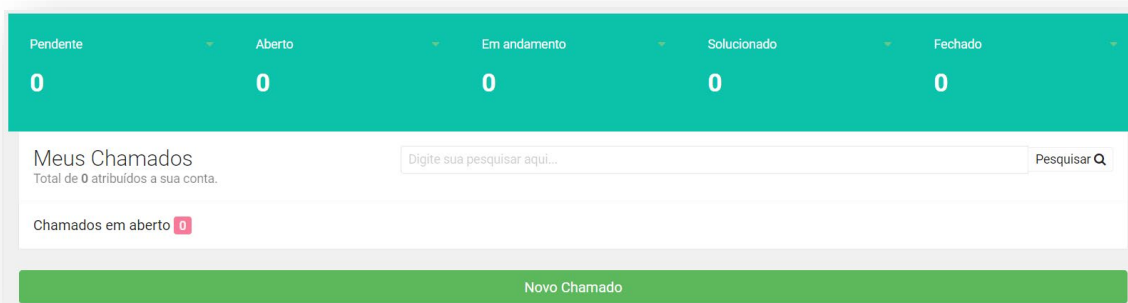 Pendente Aberto Em andamento Solucionado Fechado
0 0 0 0 0
Meus Chamados
Total de 0 atribuídos a sua conta.
Digite sua pesquisar aqui... Pesquisar
Chamados em aberto 0
Novo Chamado